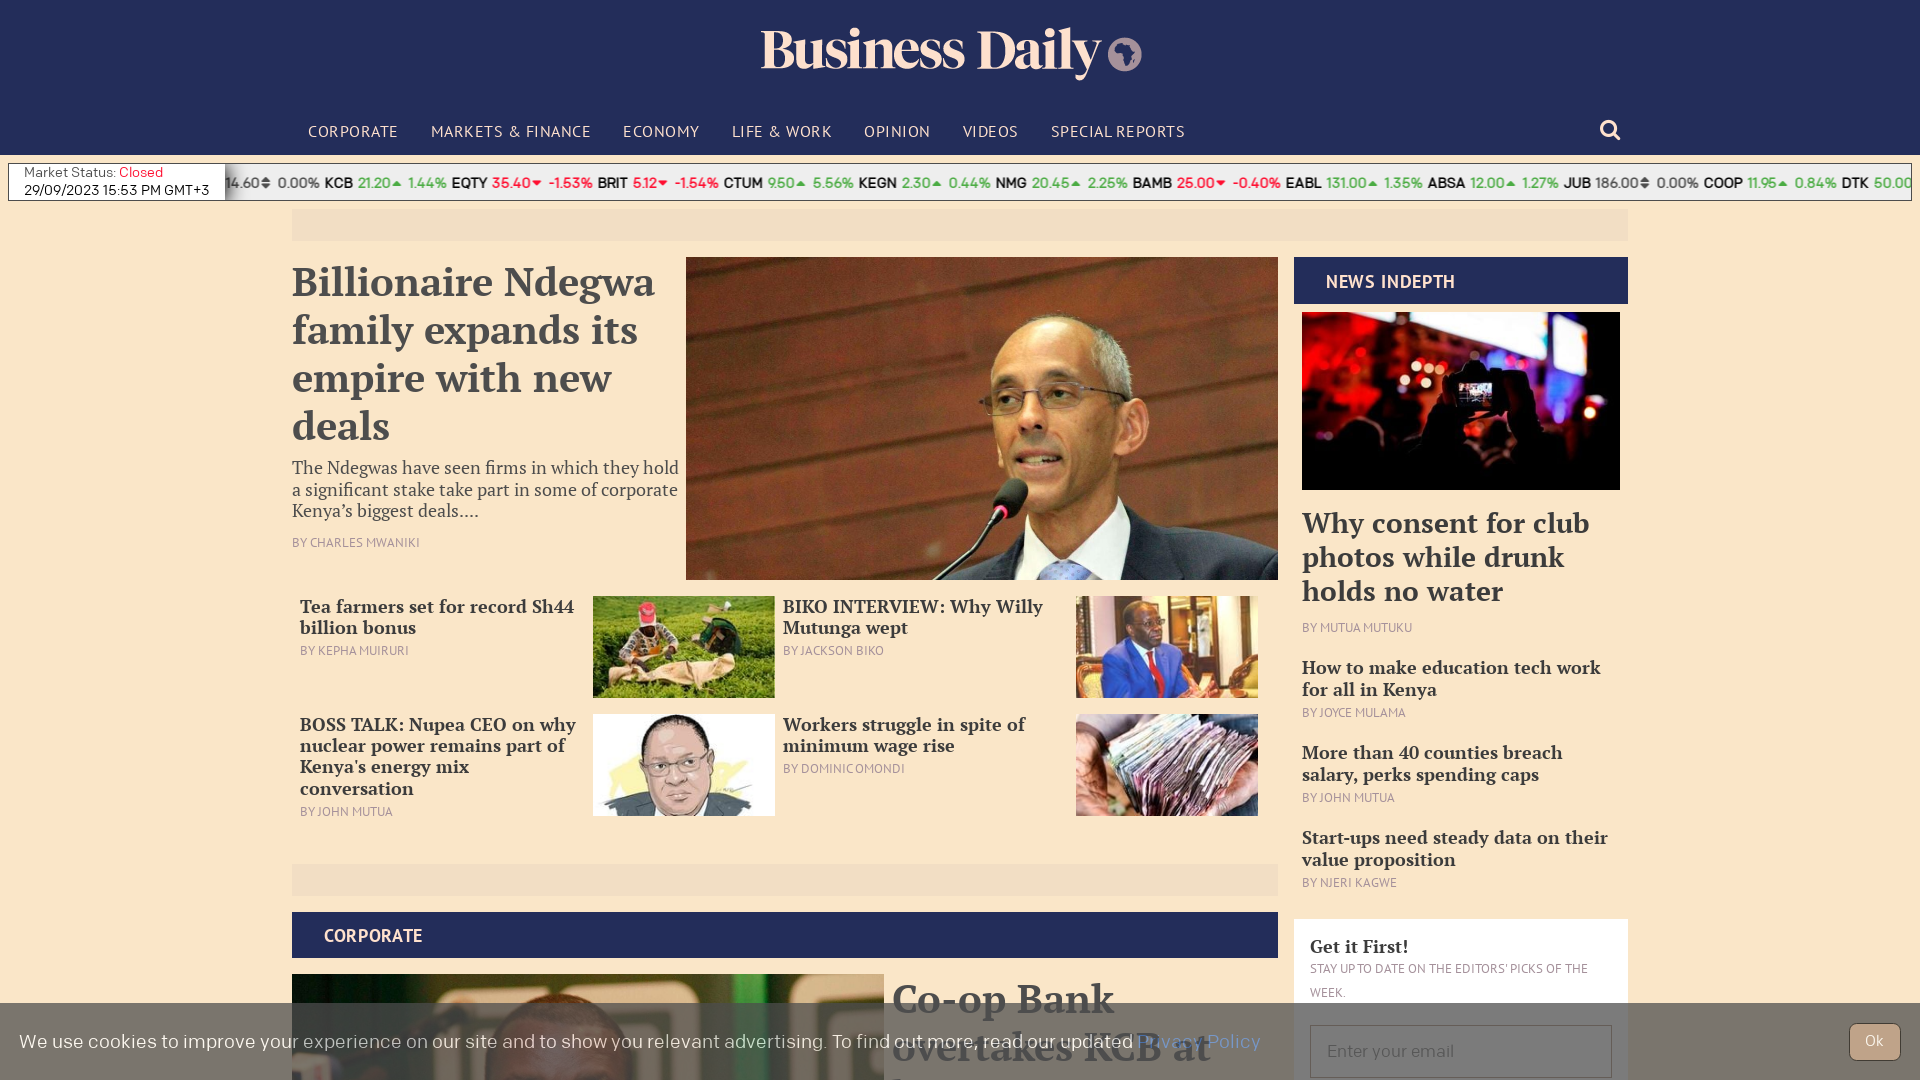 Business Daily
CORPORATE
MARKETS & FINANCE
ECONOMY
LIFE & WORK
OPINION
VIDEOS
SPECIAL REPORTS
Market Status: Closed
29/09/2023 15:53 PM GMT+3
14.60 0.00% KCB 21.20 1.44% EQTY 35.40 -1.53% BRIT 5.12 -1.54% CTUM 9.50 5.56% KEGN 2.30 0.44% NMG 20.45 2.25% BAMB 25.00 -0.40% EABL 131.00 1.35% ABSA 12.00 1.27% JUB 186.00 0.00% COOP 11.95 0.84% DTK 50.00
Billionaire Ndegwa
family expands its
empire with new
deals
The Ndegwas have seen firms in which they hold
a significant stake take part in some of corporate
Kenya’s biggest deals....
BY CHARLES MWANIKI
Tea farmers set for record Sh44
billion bonus
BY KEPHA MUIRURI
BIKO INTERVIEW: Why Willy
Mutunga wept
BY JACKSON BIKO
BOSS TALK: Nupea CEO on why
nuclear power remains part of
Kenya's energy mix
conversation
BY JOHN MUTUA
Workers struggle in spite of
minimum wage rise
BY DOMINIC OMONDI
NEWS INDEPTH
Why consent for club
photos while drunk
holds no water
BY MUTUA MUTUKU
How to make education tech work
for all in Kenya
BY JOYCE MULAMA
More than 40 counties breach
salary, perks spending caps
BY JOHN MUTUA
Start-ups need steady data on their
value proposition
BY NJERI KAGWE
CORPORATE
Co-op Bank
overtakes KCB at
Get it First!
STAY UP TO DATE ON THE EDITORS' PICKS OF THE
WEEK.
Enter your email
We use cookies to improve your experience on our site and to show you relevant advertising. To find out more, read our updated Privacy Policy
Ok